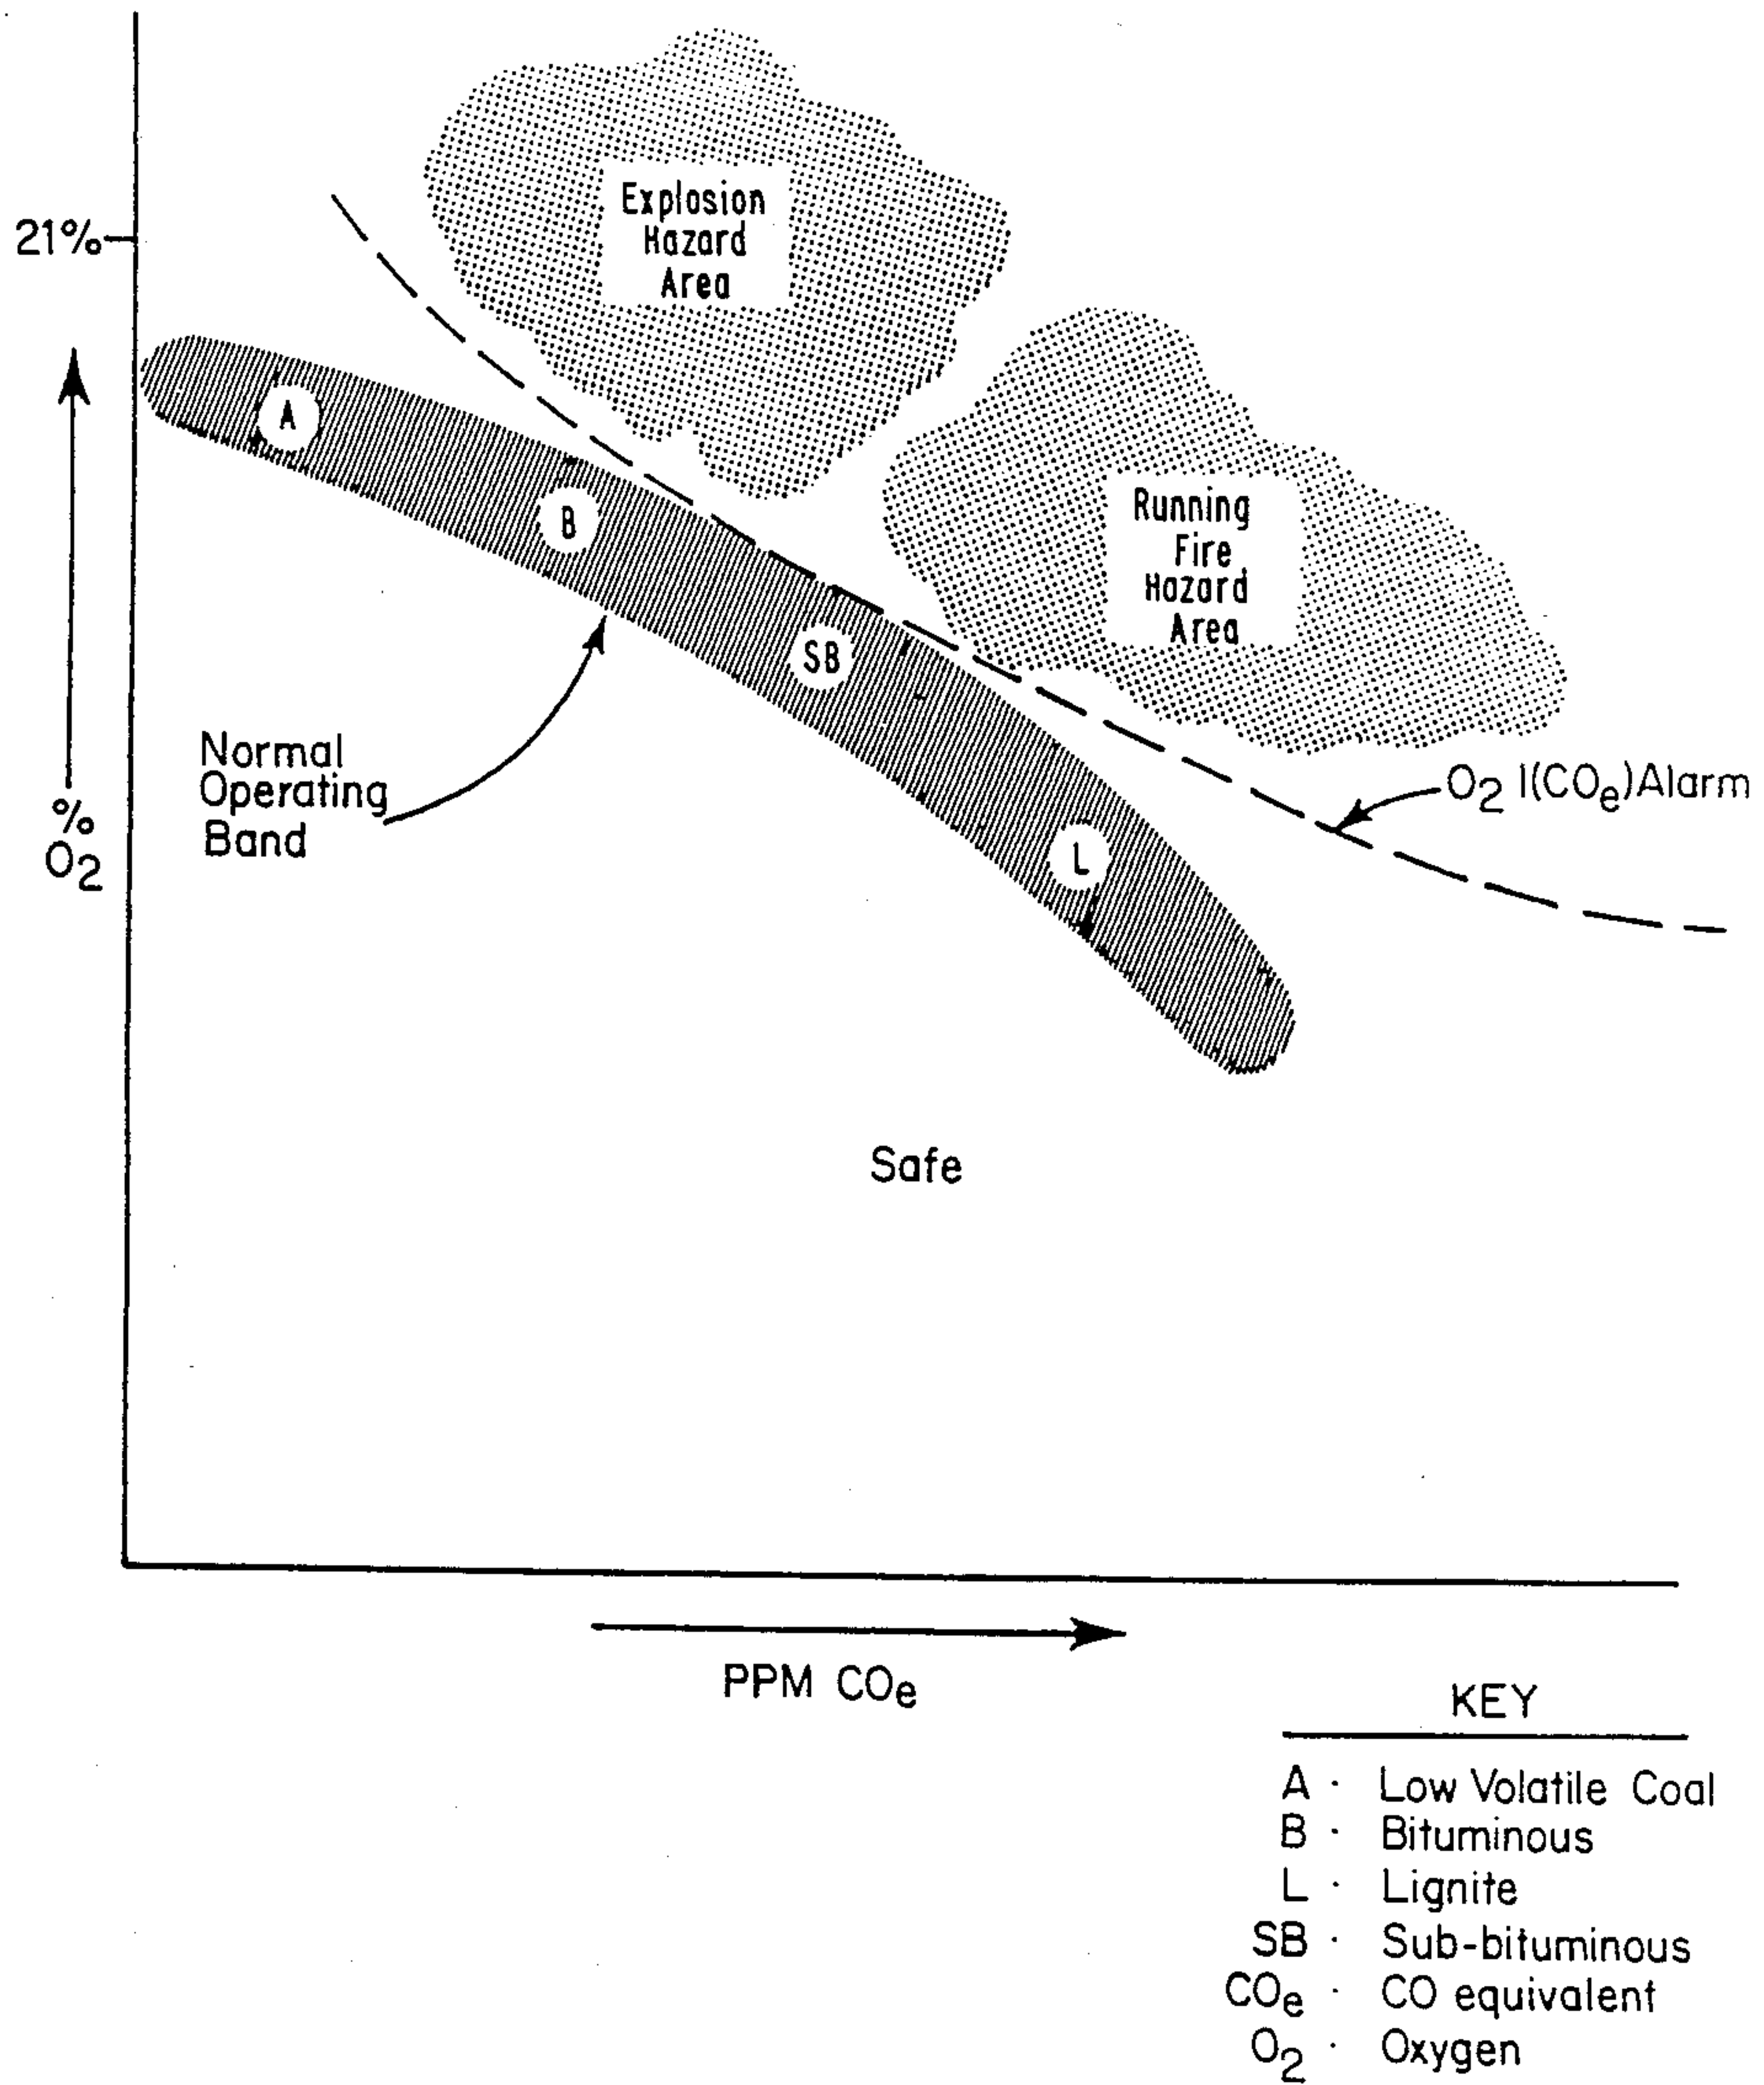 21%
Explosion
Hazard
Area
A
B
SB
L
Running
Fire
Hazard
Area
Normal
Operating
Band
O2 I(COe)Alarm
%
O2
Safe
PPM COe
KEY
A · Low Volatile Coal
B · Bituminous
L · Lignite
SB · Sub-bituminous
COe · CO equivalent
O2 · Oxygen